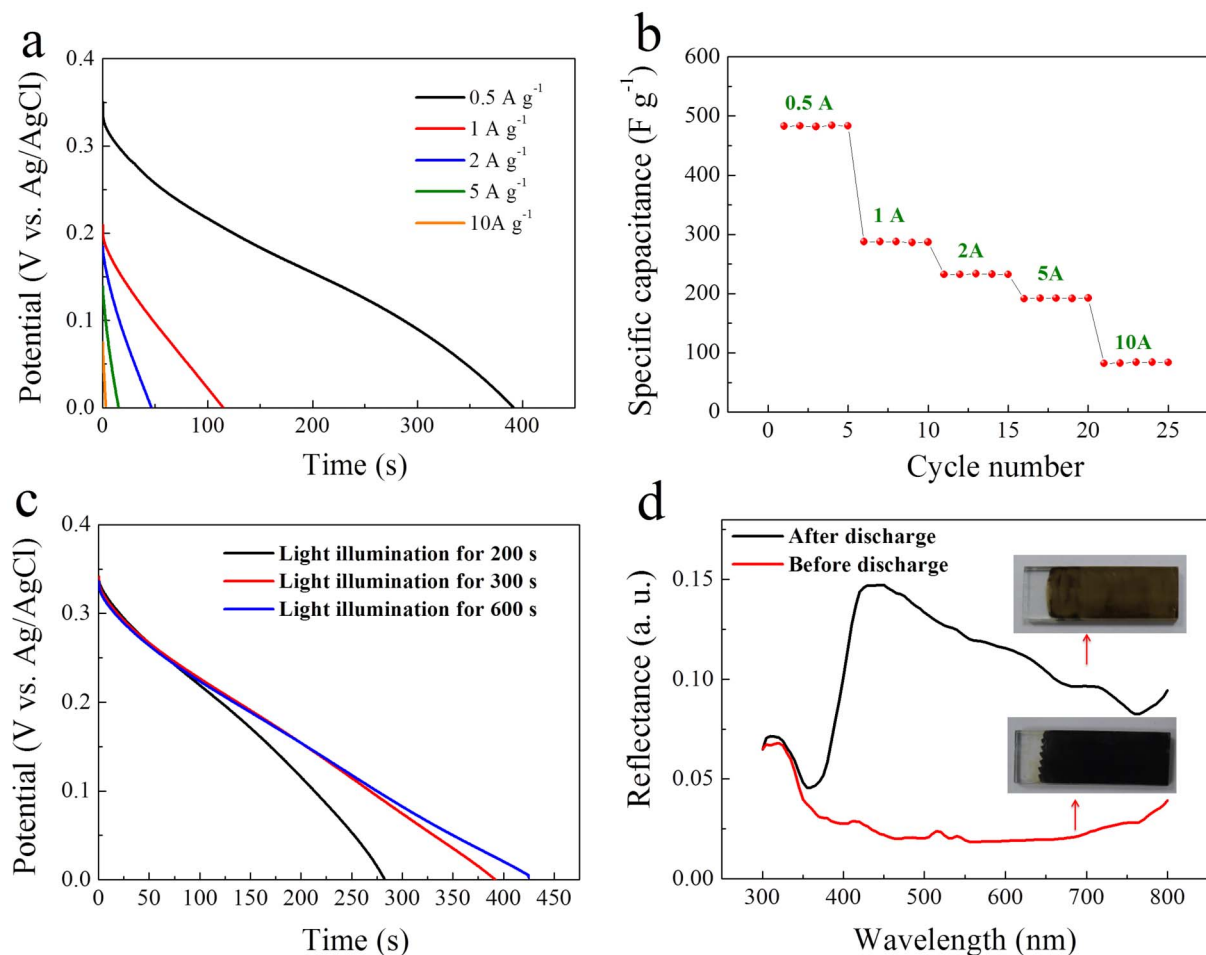 a
Potential (V vs. Ag/AgCl)
0.4
0.3
0.2
0.1
0.0
0.5 A g⁻¹
1 A g⁻¹
2 A g⁻¹
5 A g⁻¹
10A g⁻¹
0 100 200 300 400
Time (s)
b
Specific capacitance (F g⁻¹)
600
500
400
300
200
100
0
0.5 A
1 A
2A
5A
10A
0 5 10 15 20 25
Cycle number
c
Potential (V vs. Ag/AgCl)
0.4
0.3
0.2
0.1
0.0
Light illumination for 200 s
Light illumination for 300 s
Light illumination for 600 s
0 50 100 150 200 250 300 350 400 450
Time (s)
d
Reflectance (a. u.)
0.15
0.10
0.05
0.00
After discharge
Before discharge
300 400 500 600 700 800
Wavelength (nm)